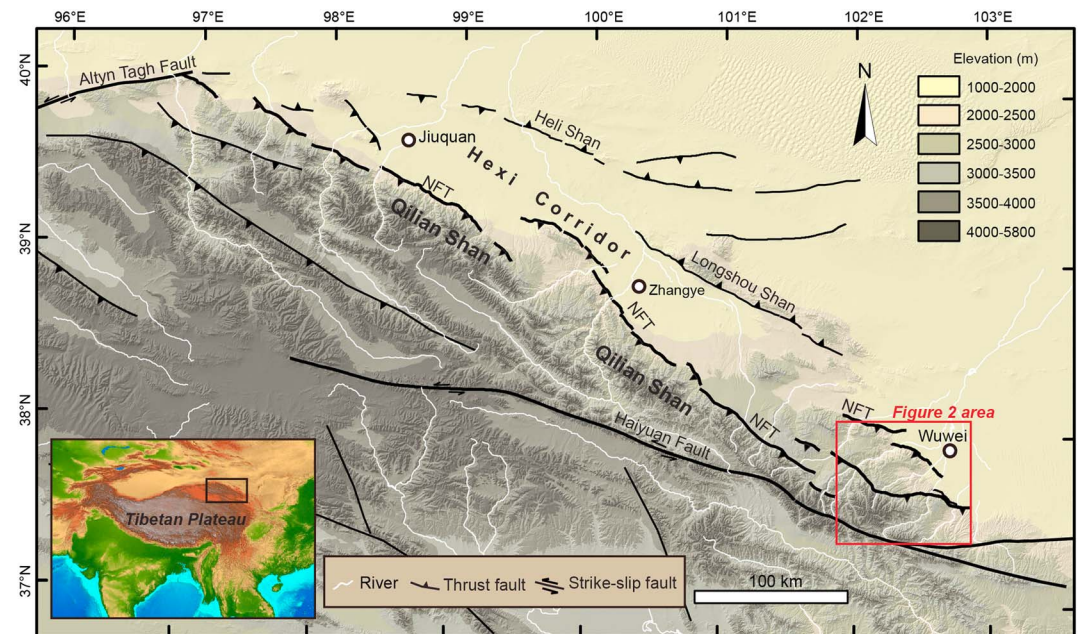 96°E
97°E
98°E
99°E
100°E
101°E
102°E
103°E
40°N
39°N
38°N
37°N
Altyn Tagh Fault
Jiuquan
Heli Shan
N
Elevation (m)
1000-2000
2000-2500
2500-3000
3000-3500
3500-4000
4000-5800
Hexi Corridor
NFT
Qilian Shan
Longshou Shan
Zhangye
NFT
Qilian Shan
Haiyuan Fault
NFT
NFT
Figure 2 area
Wuwei
Tibetan Plateau
River
Thrust fault
Strike-slip fault
100 km